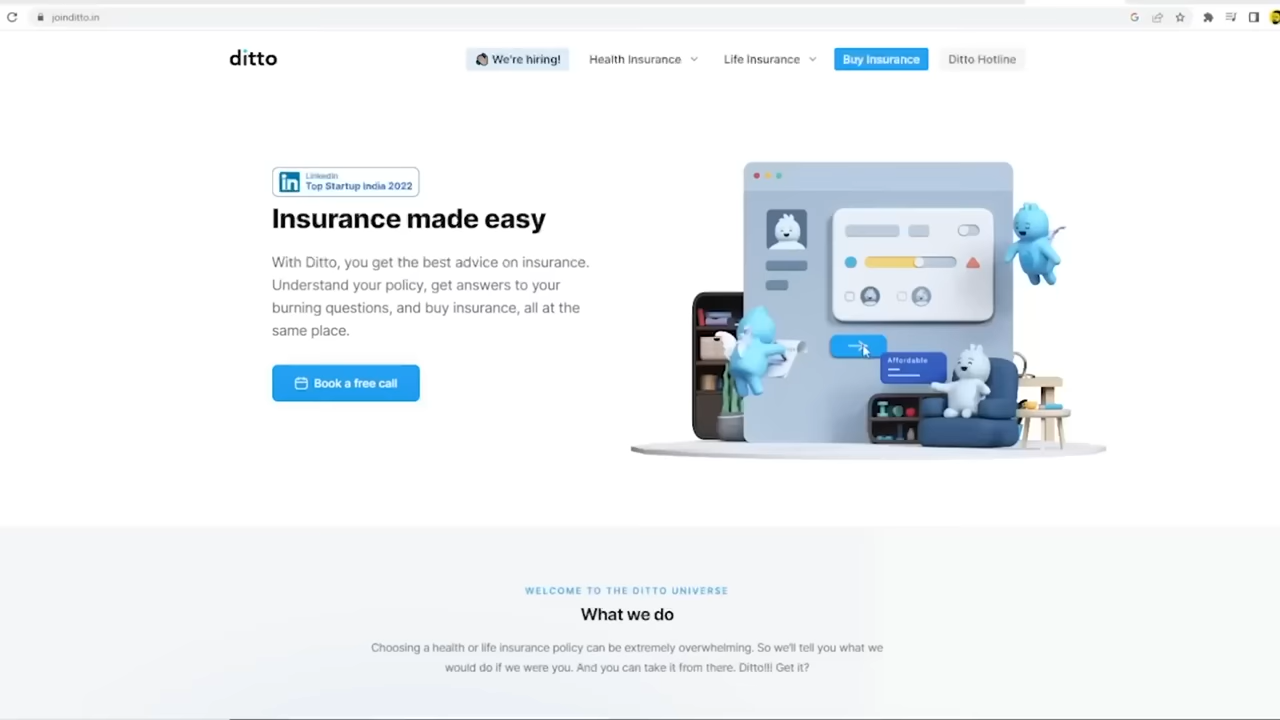 joinditto.in
ditto
We're hiring!
Health Insurance
Life Insurance
Buy Insurance
Ditto Hotline
in
LinkedIn
Top Startup India 2022
Insurance made easy
With Ditto, you get the best advice on insurance.
Understand your policy, get answers to your
burning questions, and buy insurance, all at the
same place.
Book a free call
Affordable
WELCOME TO THE DITTO UNIVERSE
What we do
Choosing a health or life insurance policy can be extremely overwhelming. So we'll tell you what we
would do if we were you. And you can take it from there. Ditto!!! Get it?